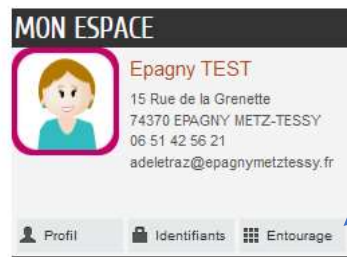 MON ESPACE
Epagny TEST
15 Rue de la Grenette
74370 EPAGNY METZ-TESSY
06 51 42 56 21
adeletraz@epagnymetztessy.fr
Profil Identifiants Entourage